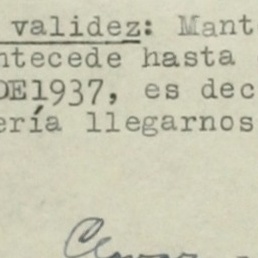 validez: Mant
ntecede hasta
DE1937, es dec
ería llegarnos